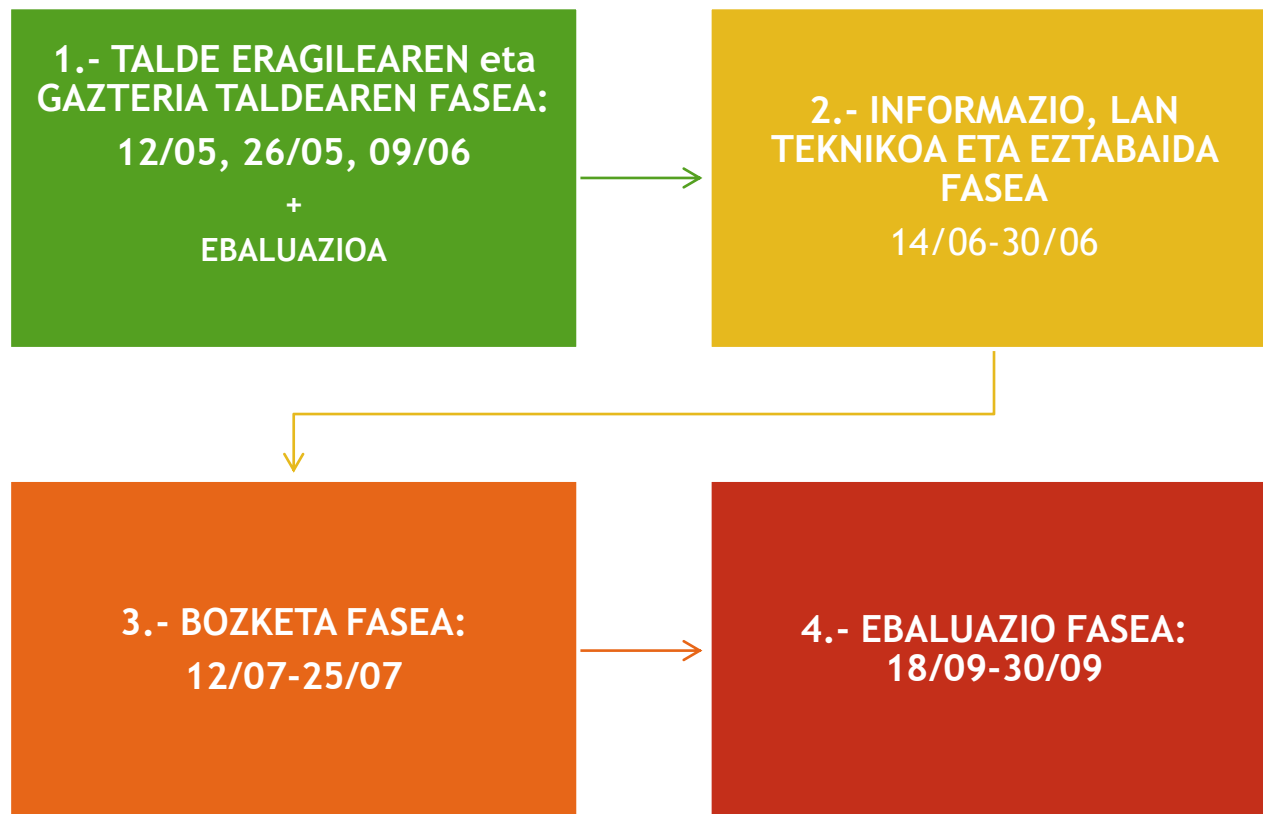 1.- TALDE ERAGILEAREN eta
GAZTERIA TALDEAREN FASEA:
12/05, 26/05, 09/06
+
EBALUAZIOA
2.- INFORMAZIO, LAN
TEKNIKOA ETA EZTABAIDA
FASEA
14/06-30/06
3.- BOZKETA FASEA:
12/07-25/07
4.- EBALUAZIO FASEA:
18/09-30/09